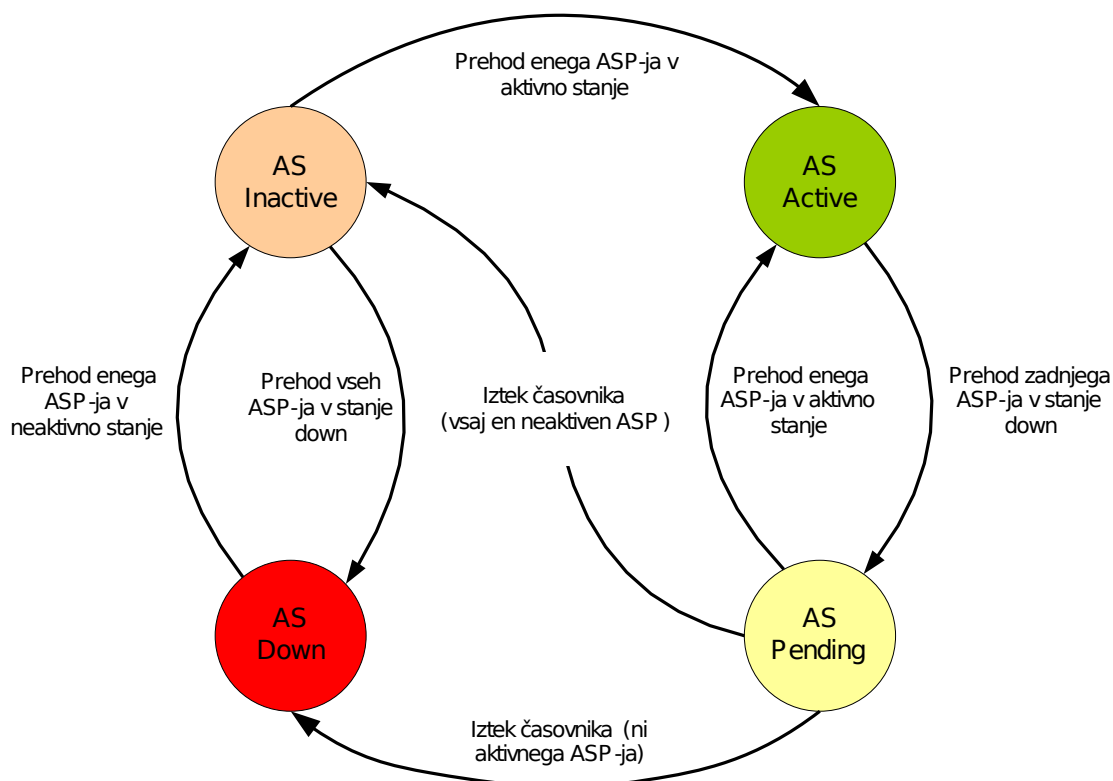 Prehod enega ASP-ja v
aktivno stanje
AS
Inactive
AS
Active
Prehod enega
ASP-ja v
neaktivno stanje
Prehod vseh
ASP-ja v stanje
down
Iztek časovnika
(vsaj en neaktiven ASP)
Prehod enega
ASP-ja v aktivno
stanje
Prehod zadnjega
ASP-ja v stanje
down
AS
Down
AS
Pending
Iztek časovnika (ni
aktivnega ASP-ja)